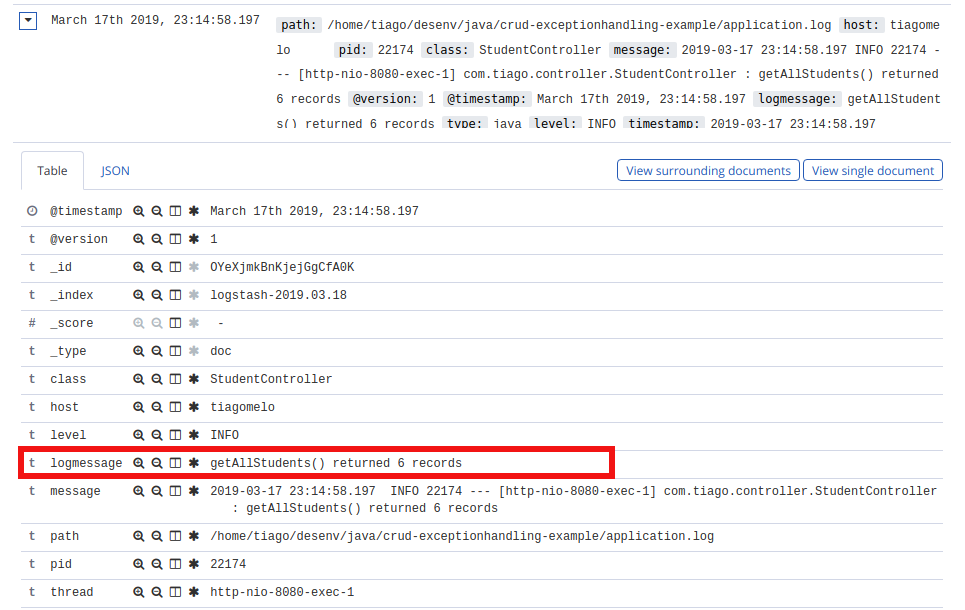 March 17th 2019, 23:14:58.197
path: /home/tiago/desenv/java/crud-exceptionhandling-example/application.log host: tiagome
lo pid: 22174 class: StudentController message: 2019-03-17 23:14:58.197 INFO 22174 -
-- [http-nio-8080-exec-1] com.tiago.controller.StudentController : getAllStudents() returned
6 records @version: 1 @timestamp: March 17th 2019, 23:14:58.197 logmessage: getAllStudent
s() returned 6 records type: java level: INFO timestamp: 2019-03-17 23:14:58.197
Table JSON View surrounding documents View single document
@timestamp March 17th 2019, 23:14:58.197
t @version 1
t _id OYeXjmkBnKjejGgCfA0K
t _index logstash-2019.03.18
# _score -
t _type doc
t class StudentController
t host tiagomelo
t level INFO
t logmessage getAllStudents() returned 6 records
t message 2019-03-17 23:14:58.197 INFO 22174 --- [http-nio-8080-exec-1] com.tiago.controller.StudentController
: getAllStudents() returned 6 records
t path /home/tiago/desenv/java/crud-exceptionhandling-example/application.log
t pid 22174
t thread http-nio-8080-exec-1